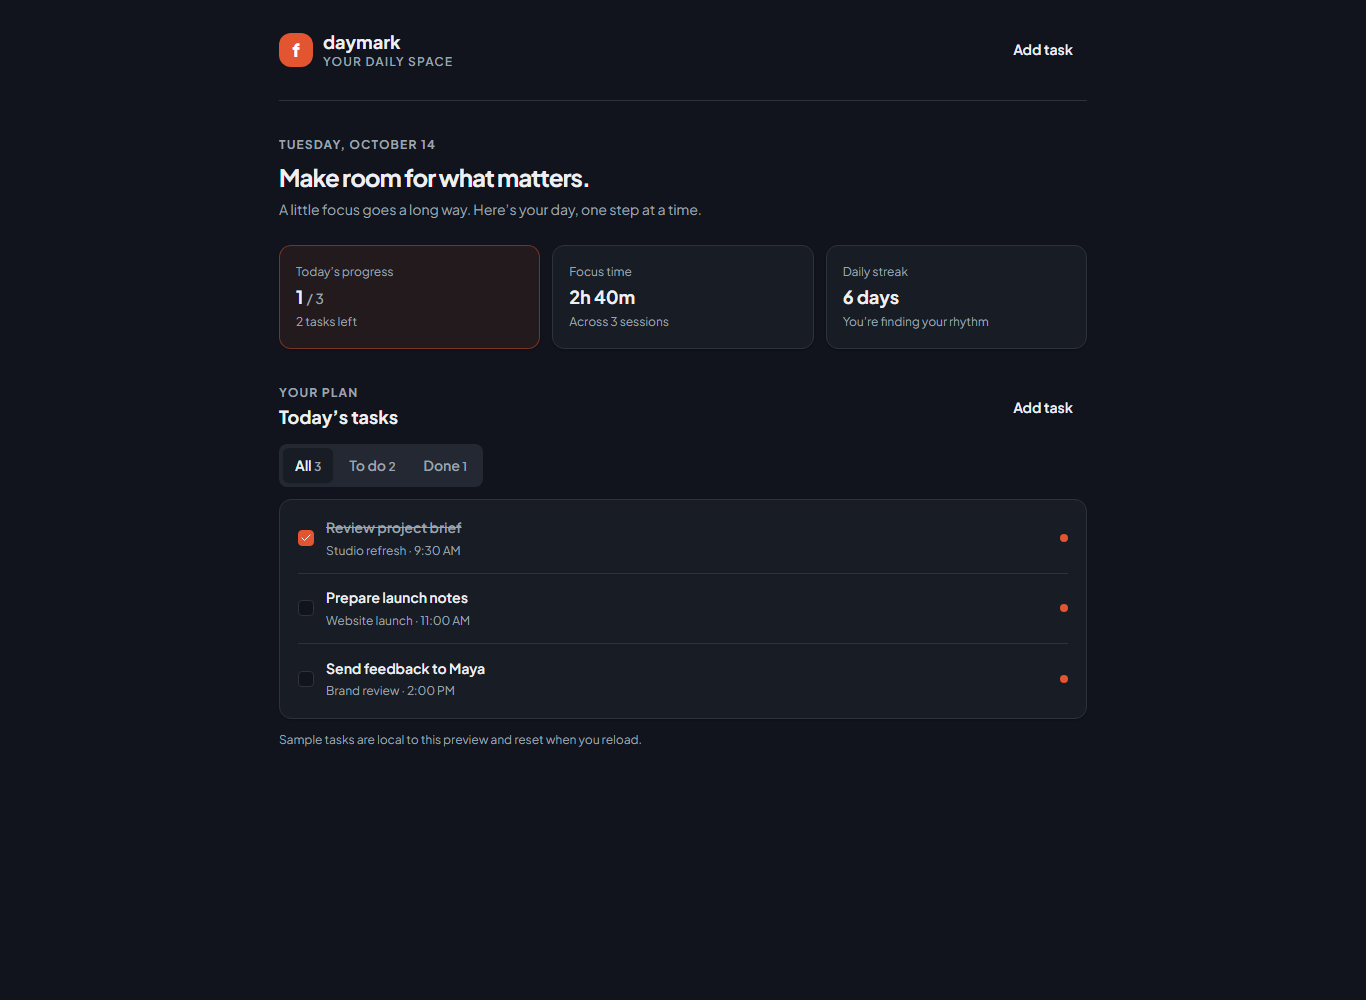 f
daymark
YOUR DAILY SPACE
Add task
TUESDAY, OCTOBER 14
Make room for what matters.
A little focus goes a long way. Here’s your day, one step at a time.
Today’s progress
1 / 3
2 tasks left
Focus time
2h 40m
Across 3 sessions
Daily streak
6 days
You’re finding your rhythm
YOUR PLAN
Today’s tasks
Add task
All 3
To do 2
Done 1
Review project brief
Studio refresh · 9:30 AM
Prepare launch notes
Website launch · 11:00 AM
Send feedback to Maya
Brand review · 2:00 PM
Sample tasks are local to this preview and reset when you reload.